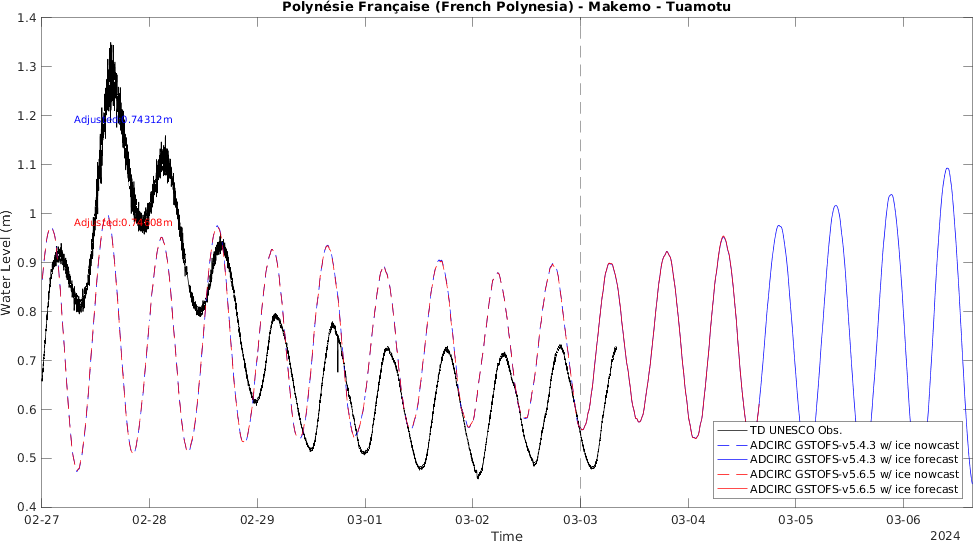 Polynésie Française (French Polynesia) - Makemo - Tuamotu
1.4
1.3
1.2
1.1
1
0.9
0.8
0.7
0.6
0.5
0.4
Water Level (m)
Adjusted:0.74312m
02-27
02-28
02-29
03-01
03-02
03-03
03-04
03-05
03-06
Time
2024
TD UNESCO Obs.
ADCIRC GSTOFS-v5.4.3 w/ ice nowcast
ADCIRC GSTOFS-v5.4.3 w/ ice forecast
ADCIRC GSTOFS-v5.6.5 w/ ice nowcast
ADCIRC GSTOFS-v5.6.5 w/ ice forecast